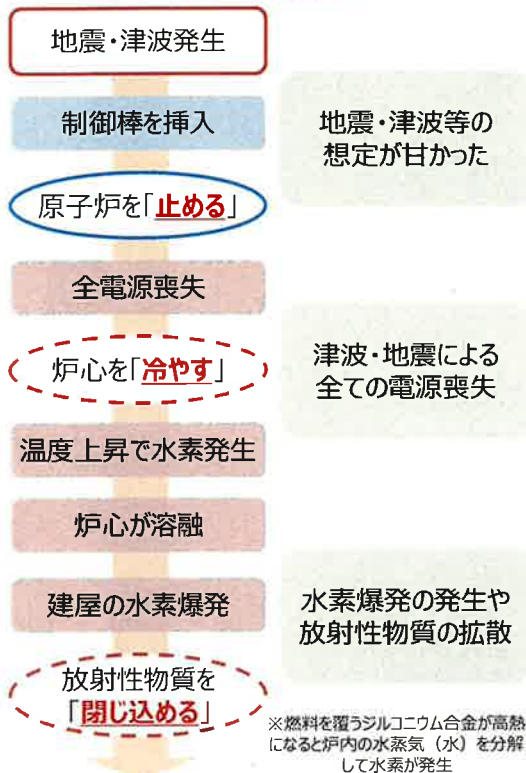 地震・津波発生
制御棒を挿入
地震・津波等の
想定が甘かった
原子炉を「止める」
全電源喪失
炉心を「冷やす」
津波・地震による
全ての電源喪失
温度上昇で水素発生
炉心が溶融
建屋の水素爆発
水素爆発の発生や
放射性物質の拡散
放射性物質を
「閉じ込める」
※燃料を覆うジルコニウム合金が高熱
になると炉内の水蒸気（水）を分解
して水素が発生